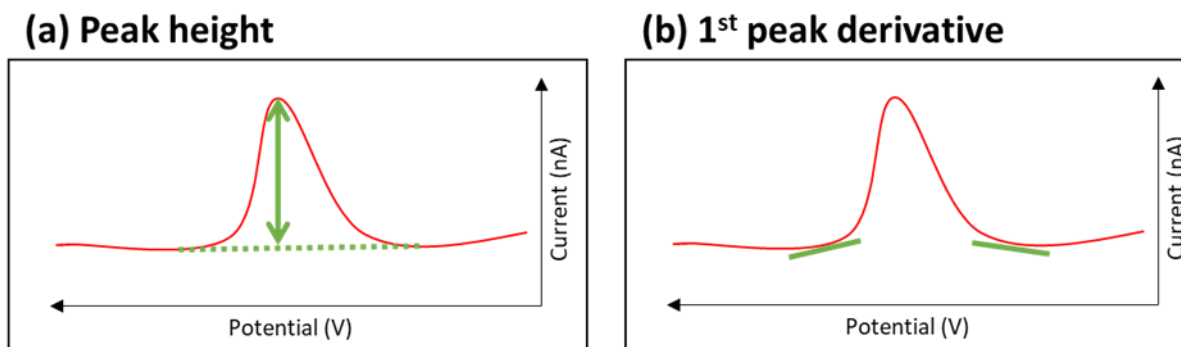 (a) Peak height
(b) 1st peak derivative
Current (nA)
Potential (V)
Current (nA)
Potential (V)